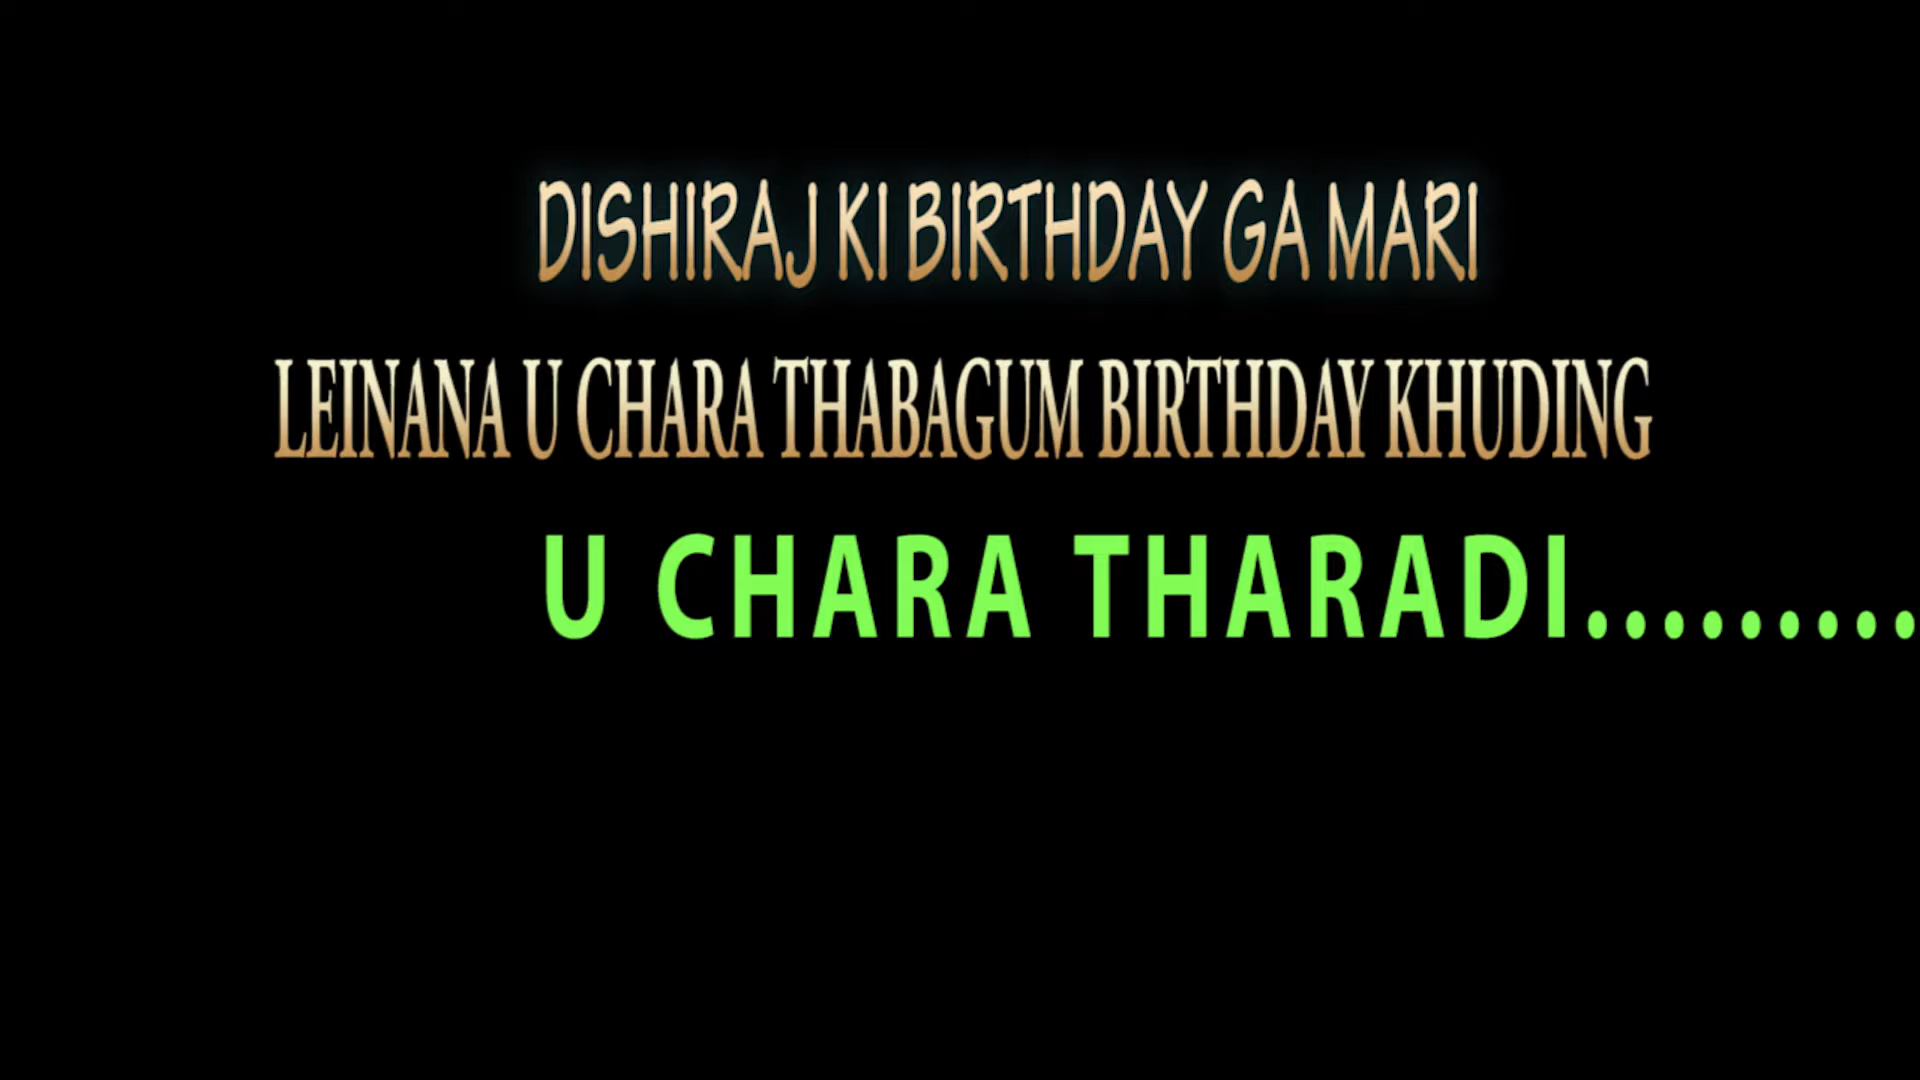 DISHIRAJ KI BIRTHDAY GA MARI
LEINANA U CHARA THABAGUM BIRTHDAY KHUDING
U CHARA THARADI.........